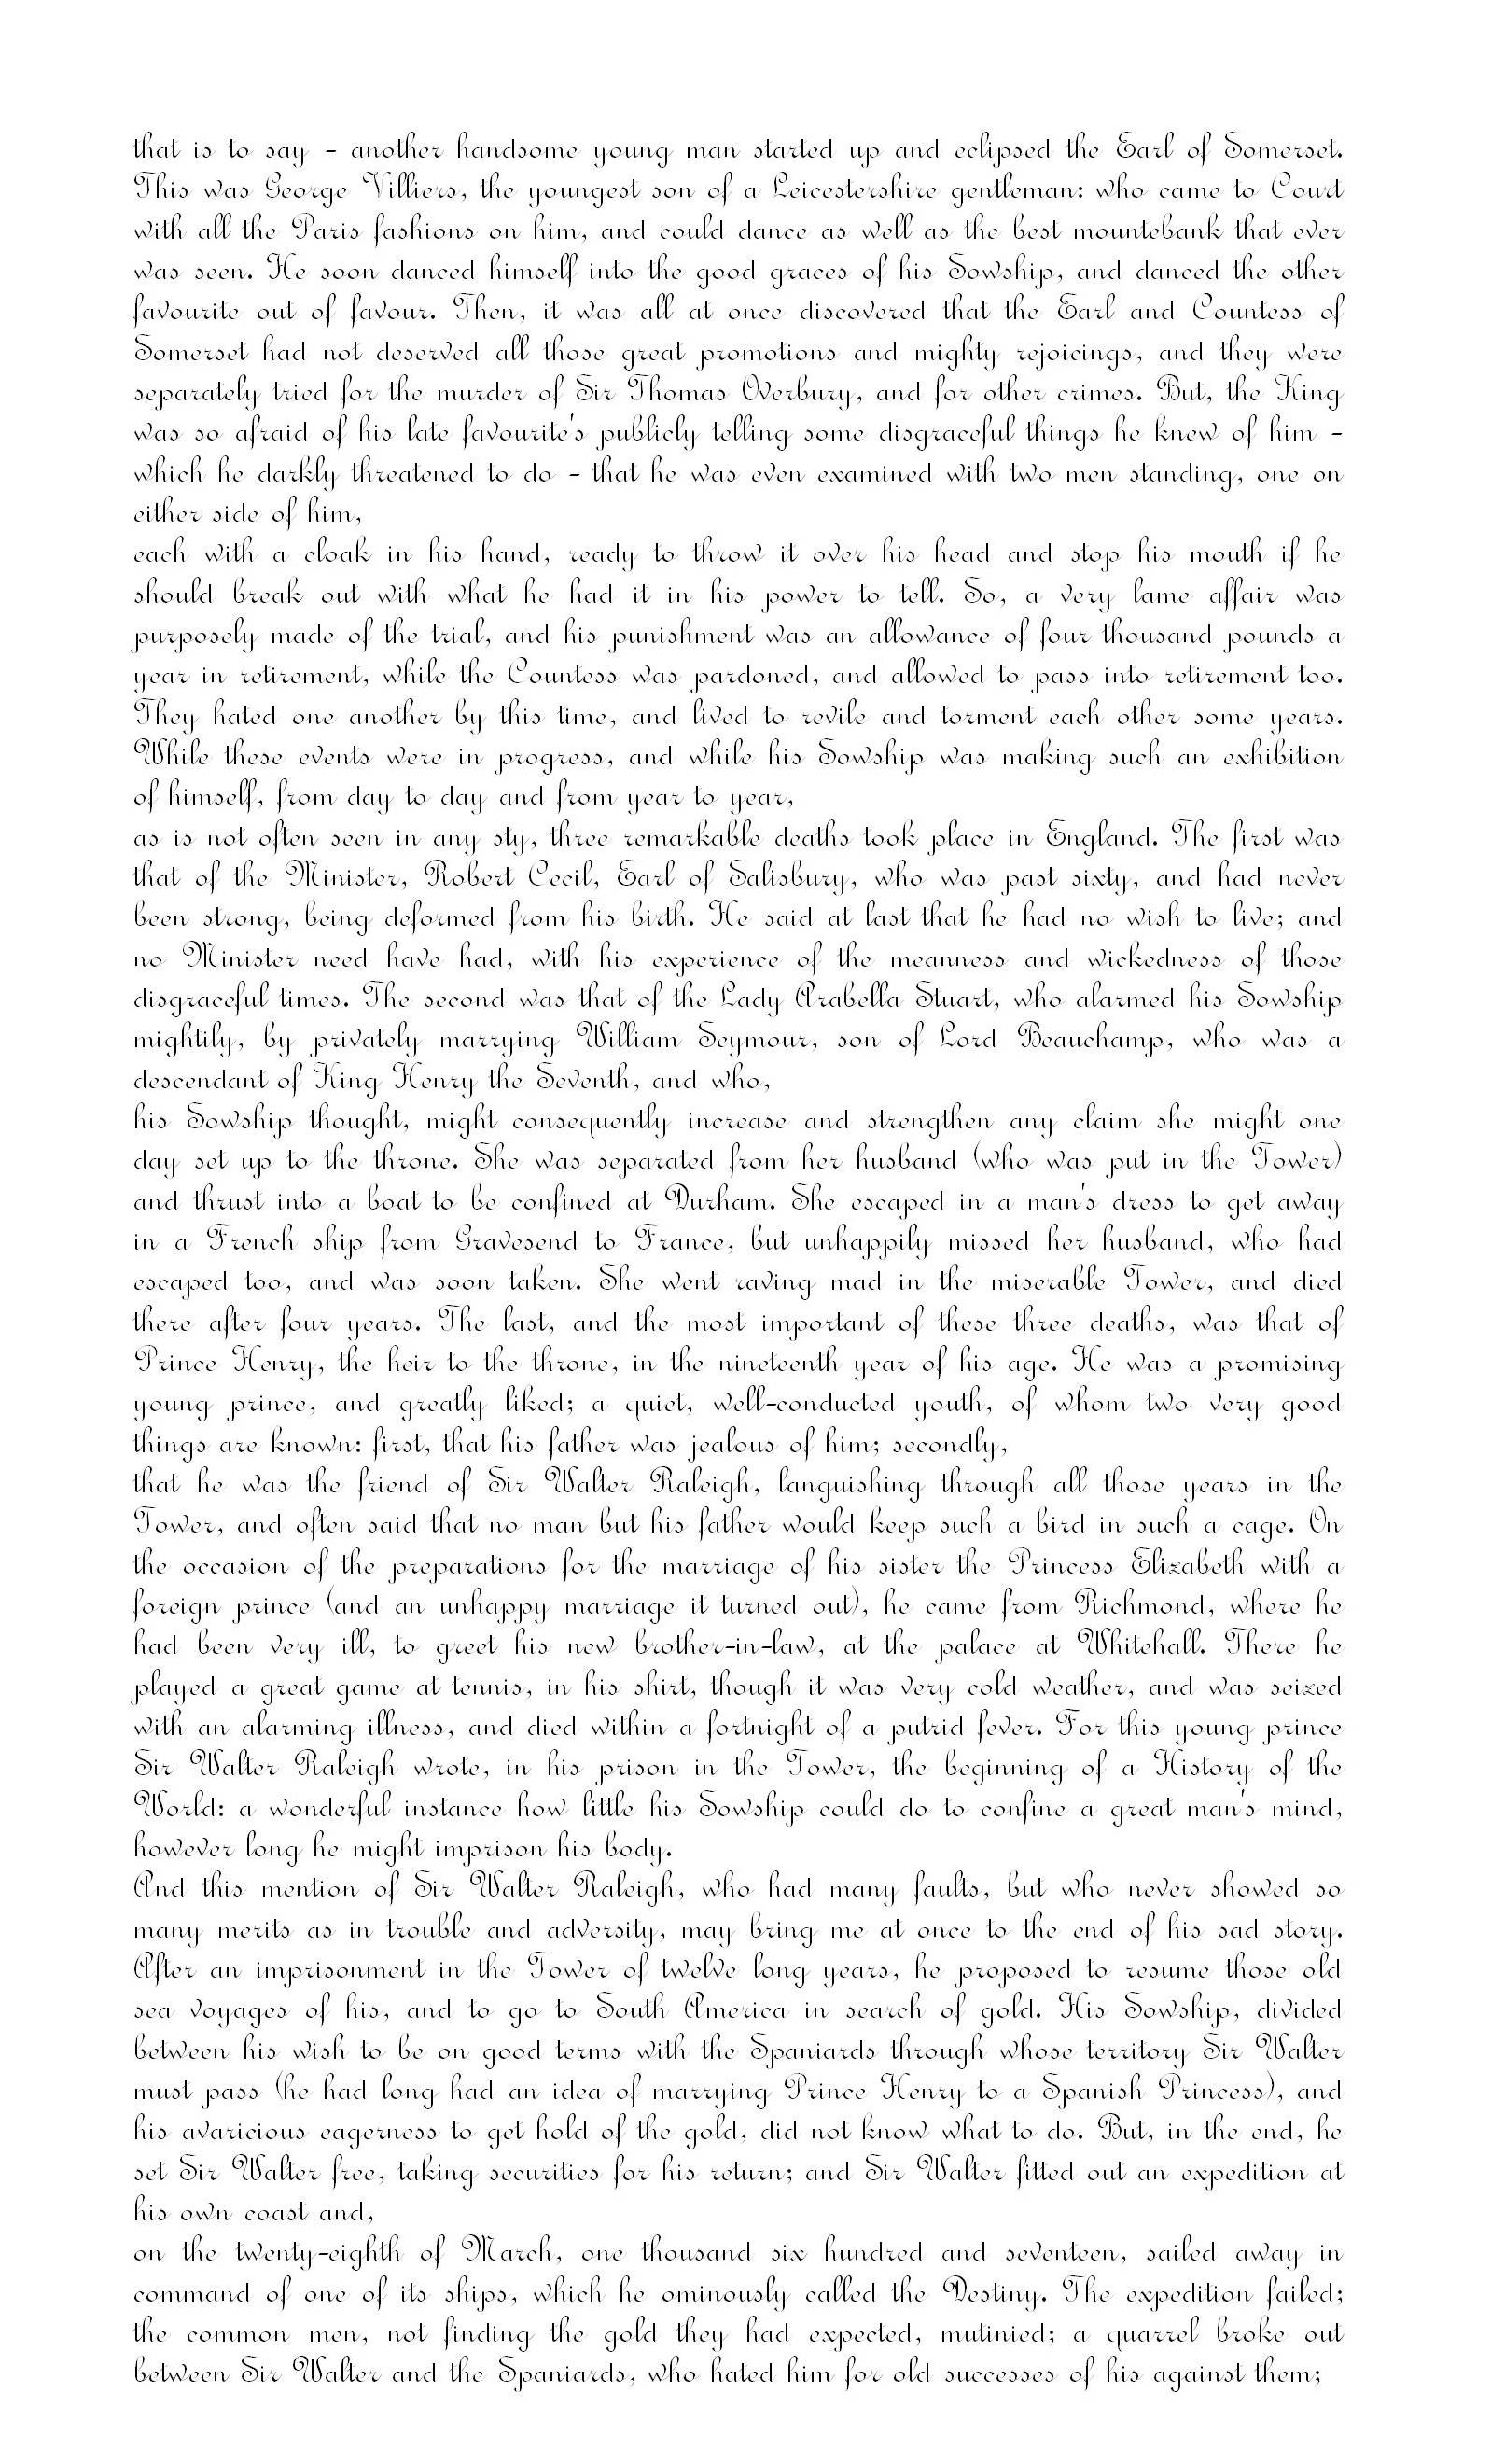 that is to say - another handsome young man started up and eclipsed the Earl of Somerset.
This was George Villiers, the youngest son of a Leicestershire gentleman: who came to Court
with all the Paris fashions on him, and could dance as well as the best mountebank that ever
was seen. He soon danced himself into the good graces of his Sowship, and danced the other
favourite out of favour. Then, it was all at once discovered that the Earl and Countess of
Somerset had not deserved all those great promotions and mighty rejoicings, and they were
separately tried for the murder of Sir Thomas Overbury, and for other crimes. But, the King
was so afraid of his late favourite's publicly telling some disgraceful things he knew of him -
which he darkly threatened to do - that he was even examined with two men standing, one on
either side of him,
each with a cloak in his hand, ready to throw it over his head and stop his mouth if he
should break out with what he had it in his power to tell. So, a very lame affair was
purposely made of the trial, and his punishment was an allowance of four thousand pounds a
year in retirement, while the Countess was pardoned, and allowed to pass into retirement too.
They hated one another by this time, and lived to revile and torment each other some years.
While these events were in progress, and while his Sowship was making such an exhibition
of himself, from day to day and from year to year,
as is not often seen in any sty, three remarkable deaths took place in England. The first was
that of the Minister, Robert Cecil, Earl of Salisbury, who was past sixty, and had never
been strong, being deformed from his birth. He said at last that he had no wish to live; and
no Minister need have had, with his experience of the meanness and wickedness of those
disgraceful times. The second was that of the Lady Arabella Stuart, who alarmed his Sowship
mightily, by privately marrying William Seymour, son of Lord Beauchamp, who was a
descendant of King Henry the Seventh, and who,
his Sowship thought, might consequently increase and strengthen any claim she might one
day set up to the throne. She was separated from her husband (who was put in the Tower)
and thrust into a boat to be confined at Durham. She escaped in a man's dress to get away
in a French ship from Gravesend to France, but unhappily missed her husband, who had
escaped too, and was soon taken. She went raving mad in the miserable Tower, and died
there after four years. The last, and the most important of these three deaths, was that of
Prince Henry, the heir to the throne, in the nineteenth year of his age. He was a promising
young prince, and greatly liked; a quiet, well-conducted youth, of whom two very good
things are known: first, that his father was jealous of him; secondly,
that he was the friend of Sir Walter Raleigh, languishing through all those years in the
Tower, and often said that no man but his father would keep such a bird in such a cage. On
the occasion of the preparations for the marriage of his sister the Princess Elizabeth with a
foreign prince (and an unhappy marriage it turned out), he came from Richmond, where he
had been very ill, to greet his new brother-in-law, at the palace at Whitehall. There he
played a great game at tennis, in his shirt, though it was very cold weather, and was seized
with an alarming illness, and died within a fortnight of a putrid fever. For this young prince
Sir Walter Raleigh wrote, in his prison in the Tower, the beginning of a History of the
World: a wonderful instance how little his Sowship could do to confine a great man's mind,
however long he might imprison his body.
And this mention of Sir Walter Raleigh, who had many faults, but who never showed so
many merits as in trouble and adversity, may bring me at once to the end of his sad story.
After an imprisonment in the Tower of twelve long years, he proposed to resume those old
sea voyages of his, and to go to South America in search of gold. His Sowship, divided
between his wish to be on good terms with the Spaniards through whose territory Sir Walter
must pass (he had long had an idea of marrying Prince Henry to a Spanish Princess), and
his avaricious eagerness to get hold of the gold, did not know what to do. But, in the end, he
set Sir Walter free, taking securities for his return; and Sir Walter fitted out an expedition at
his own coast and,
on the twenty-eighth of March, one thousand six hundred and seventeen, sailed away in
command of one of its ships, which he ominously called the Destiny. The expedition failed;
the common men, not finding the gold they had expected, mutinied; a quarrel broke out
between Sir Walter and the Spaniards, who hated him for old successes of his against them;